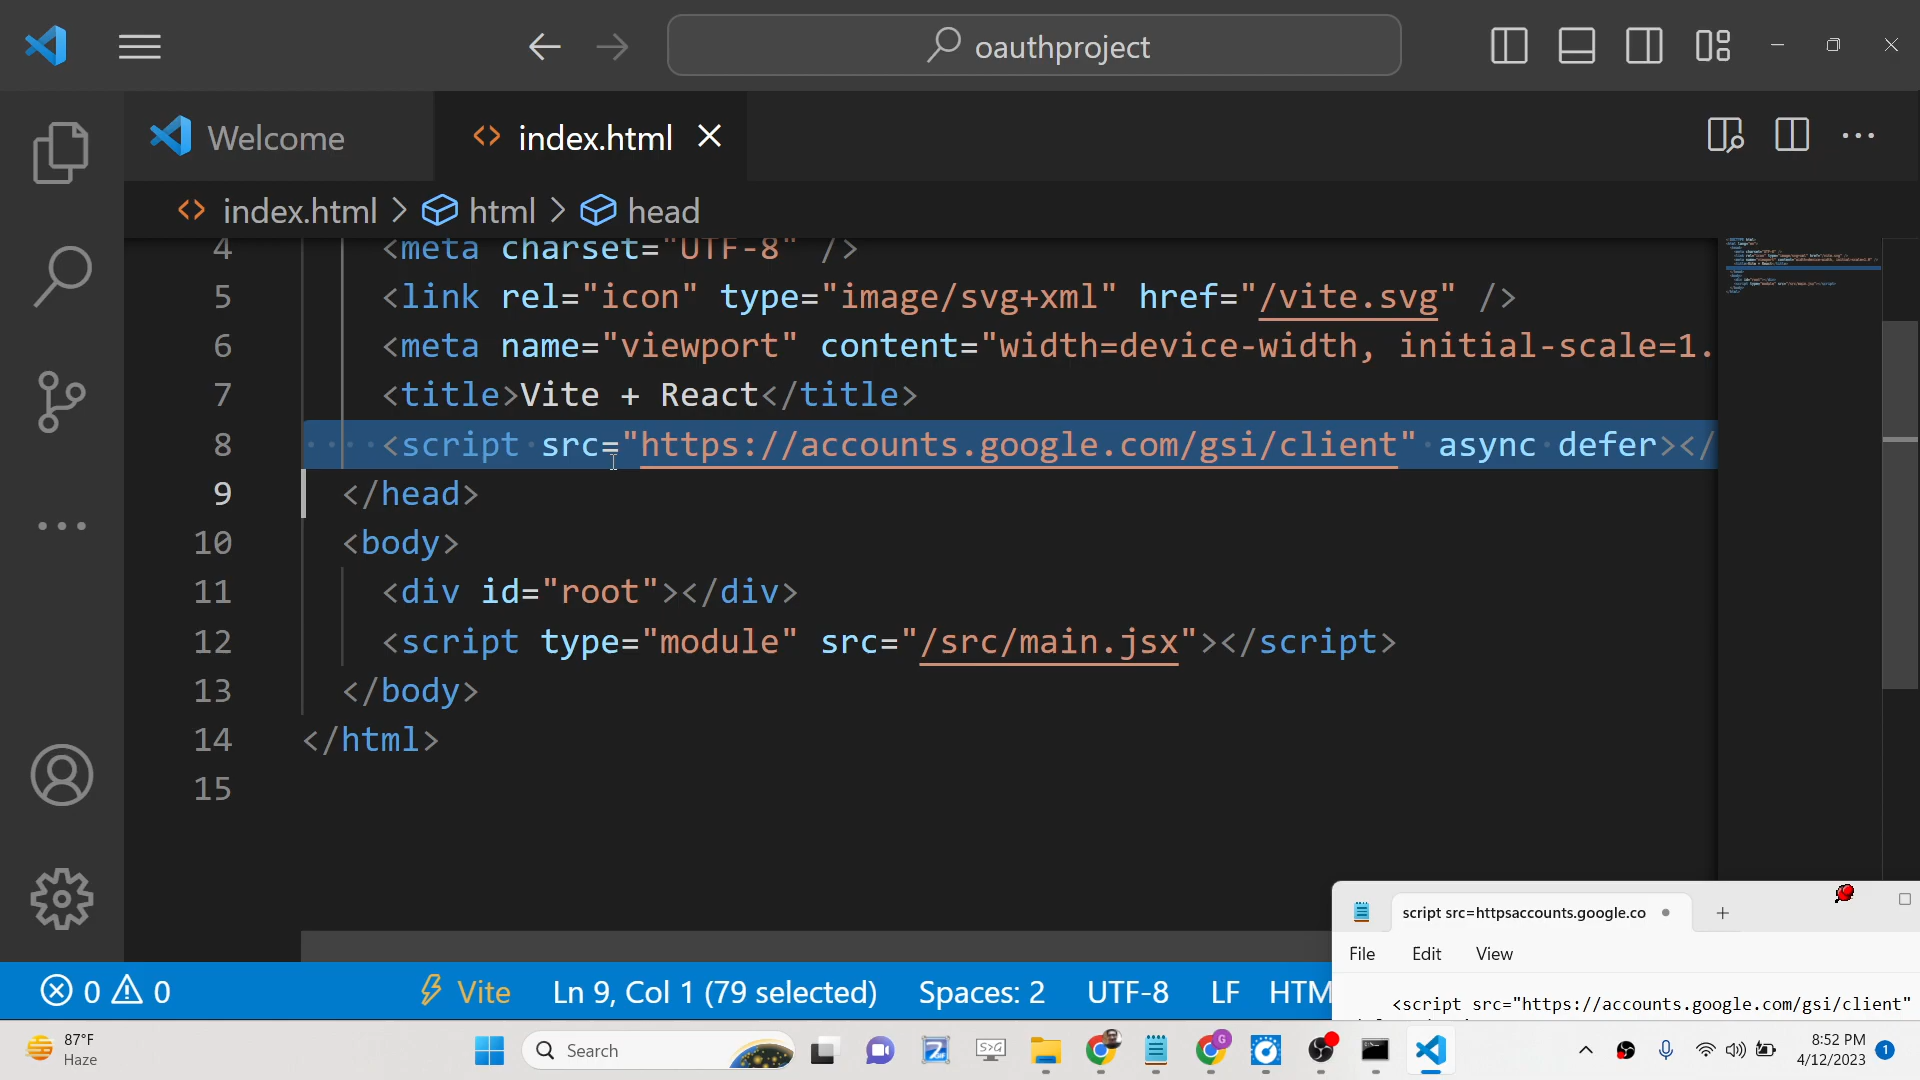 oauthproject
Welcome
index.html
index.html > html > head
4 <meta charset="UTF-8" />
5 <link rel="icon" type="image/svg+xml" href="/vite.svg" />
6 <meta name="viewport" content="width=device-width, initial-scale=1.
7 <title>Vite + React</title>
8 <script src="https://accounts.google.com/gsi/client" async defer></
9 </head>
10 <body>
11 <div id="root"></div>
12 <script type="module" src="/src/main.jsx"></script>
13 </body>
14 </html>
15
0 0 Vite Ln 9, Col 1 (79 selected) Spaces: 2 UTF-8 LF HTM
script src=httpsaccounts.google.co
File Edit View
<script src="https://accounts.google.com/gsi/client"
87°F
Haze
Search
8:52 PM
4/12/2023
1